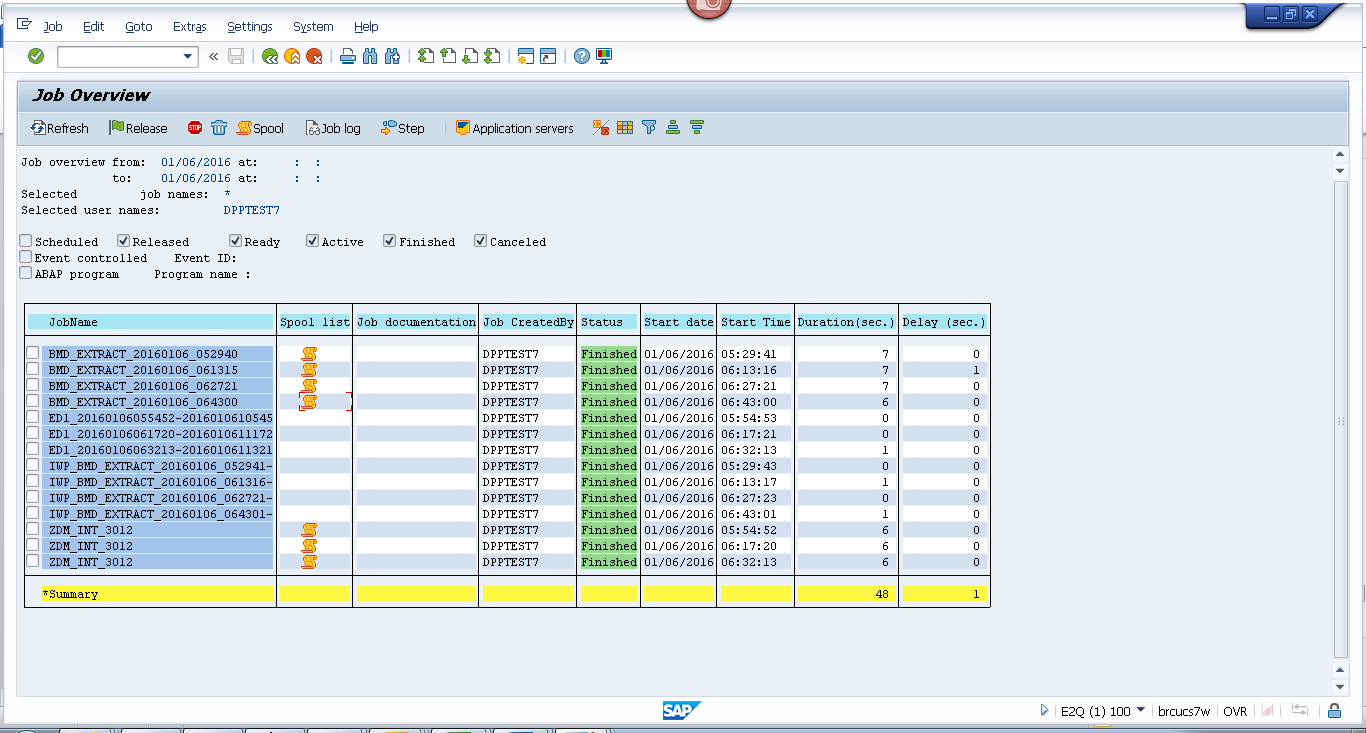 Job Edit Goto Extras Settings System Help
Job Overview
Refresh Release STOP Spool Job log Step Application servers
Job overview from: 01/06/2016 at: : :
to: 01/06/2016 at: : :
Selected job names: *
Selected user names: DPPTEST7
Scheduled Released Ready Active Finished Canceled
Event controlled Event ID:
ABAP program Program name :
JobName Spool list Job documentation Job CreatedBy Status Start date Start Time Duration(sec.) Delay (sec.)
BMD_EXTRACT_20160106_052940 DPPTEST7 Finished 01/06/2016 05:29:41 7 0
BMD_EXTRACT_20160106_061315 DPPTEST7 Finished 01/06/2016 06:13:16 7 1
BMD_EXTRACT_20160106_062721 DPPTEST7 Finished 01/06/2016 06:27:21 7 0
BMD_EXTRACT_20160106_064300 DPPTEST7 Finished 01/06/2016 06:43:00 6 0
ED1_20160106055452-2016010610545 DPPTEST7 Finished 01/06/2016 05:54:53 0 0
ED1_20160106061720-2016010611172 DPPTEST7 Finished 01/06/2016 06:17:21 0 0
ED1_20160106063213-2016010611321 DPPTEST7 Finished 01/06/2016 06:32:13 1 0
IWP_BMD_EXTRACT_20160106_052941- DPPTEST7 Finished 01/06/2016 05:29:43 0 0
IWP_BMD_EXTRACT_20160106_061316- DPPTEST7 Finished 01/06/2016 06:13:17 1 0
IWP_BMD_EXTRACT_20160106_062721- DPPTEST7 Finished 01/06/2016 06:27:23 0 0
IWP_BMD_EXTRACT_20160106_064301- DPPTEST7 Finished 01/06/2016 06:43:01 1 0
ZDM_INT_3012 DPPTEST7 Finished 01/06/2016 05:54:52 6 0
ZDM_INT_3012 DPPTEST7 Finished 01/06/2016 06:17:20 6 0
ZDM_INT_3012 DPPTEST7 Finished 01/06/2016 06:32:13 6 0
*Summary 48 1
SAP E2Q (1) 100 brcucs7w OVR